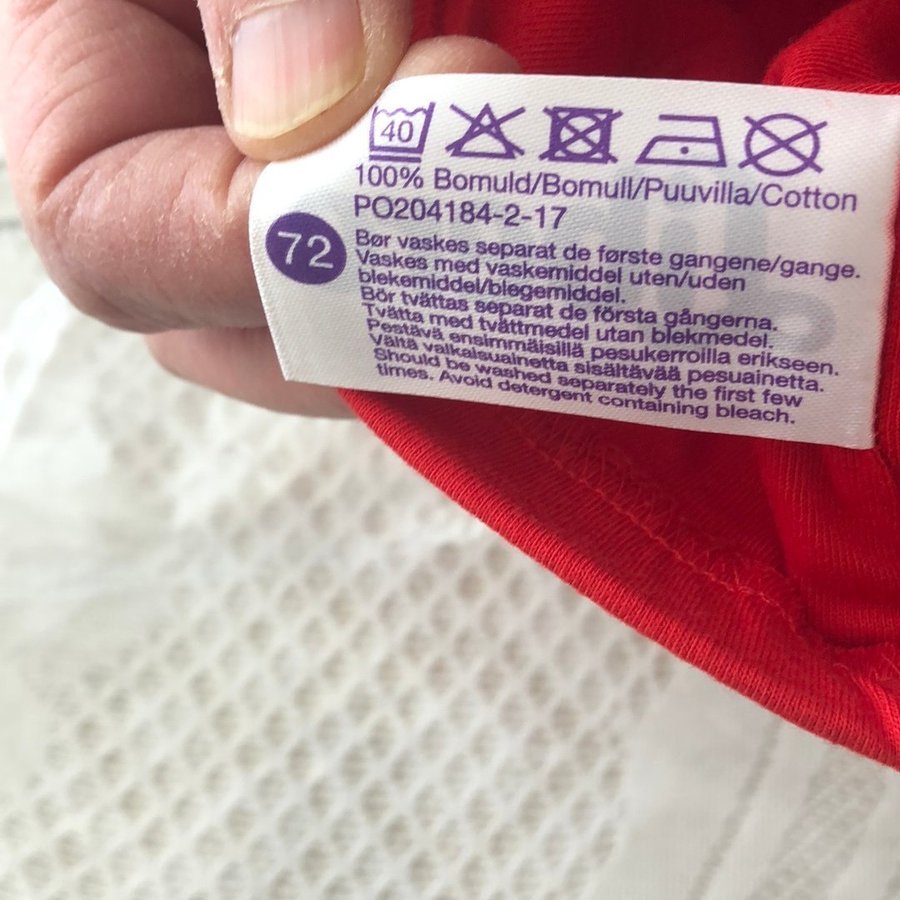 40
100% Bomuld/Bomull/Puuvilla/Cotton
PO204184-2-17
72
Bør vaskes separat de første gangene/gange.
Vaskes med vaskemiddel uten/uden
blekemiddel/blegemiddel.
Bör tvättas separat de första gångerna.
Tvätta med tvättmedel utan blekmedel.
Pestävä ensimmäisillä pesukerroilla erikseen.
Vältä valkaisuainetta sisältävää pesuainetta.
Should be washed separately the first few
times. Avoid detergent containing bleach.